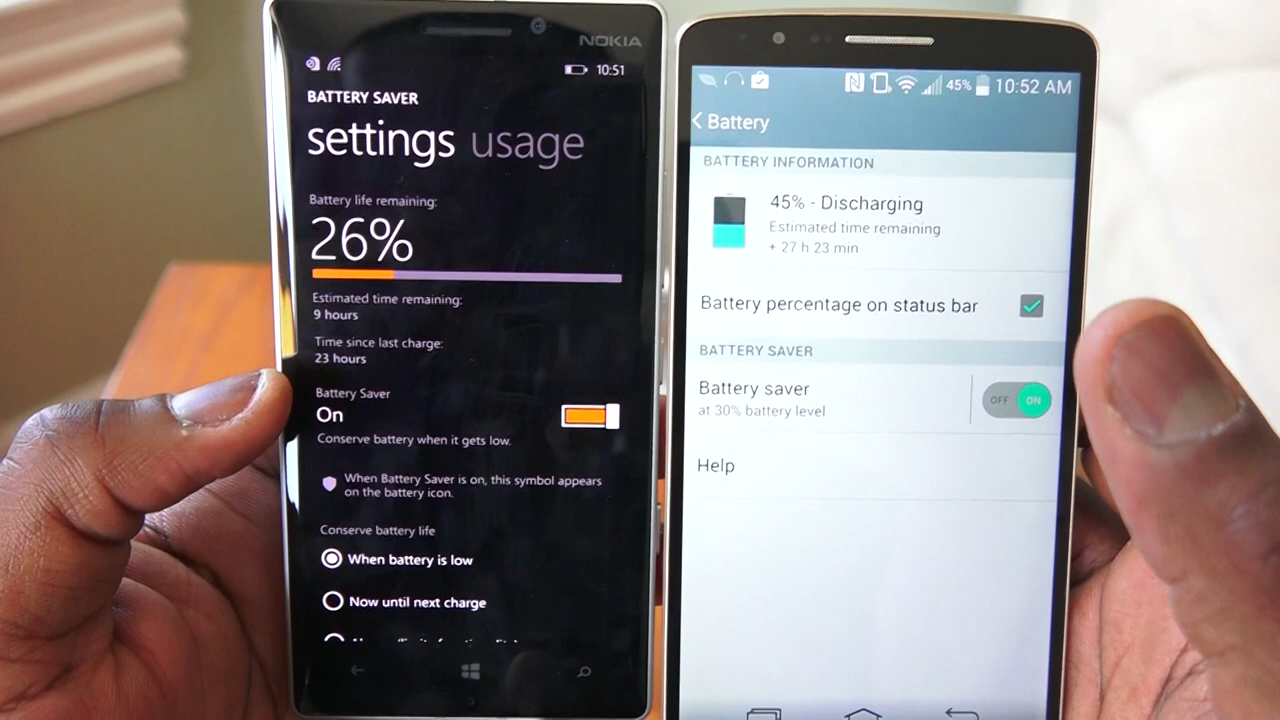 NOKIA
10:51
BATTERY SAVER
settings usage
Battery life remaining:
26%
Estimated time remaining:
9 hours
Time since last charge:
23 hours
Battery Saver
On
Conserve battery when it gets low.
When Battery Saver is on, this symbol appears
on the battery icon.
Conserve battery life
When battery is low
Now until next charge
45% 10:52 AM
Battery
BATTERY INFORMATION
45% - Discharging
Estimated time remaining
+ 27 h 23 min
Battery percentage on status bar
BATTERY SAVER
Battery saver
at 30% battery level
OFF ON
Help